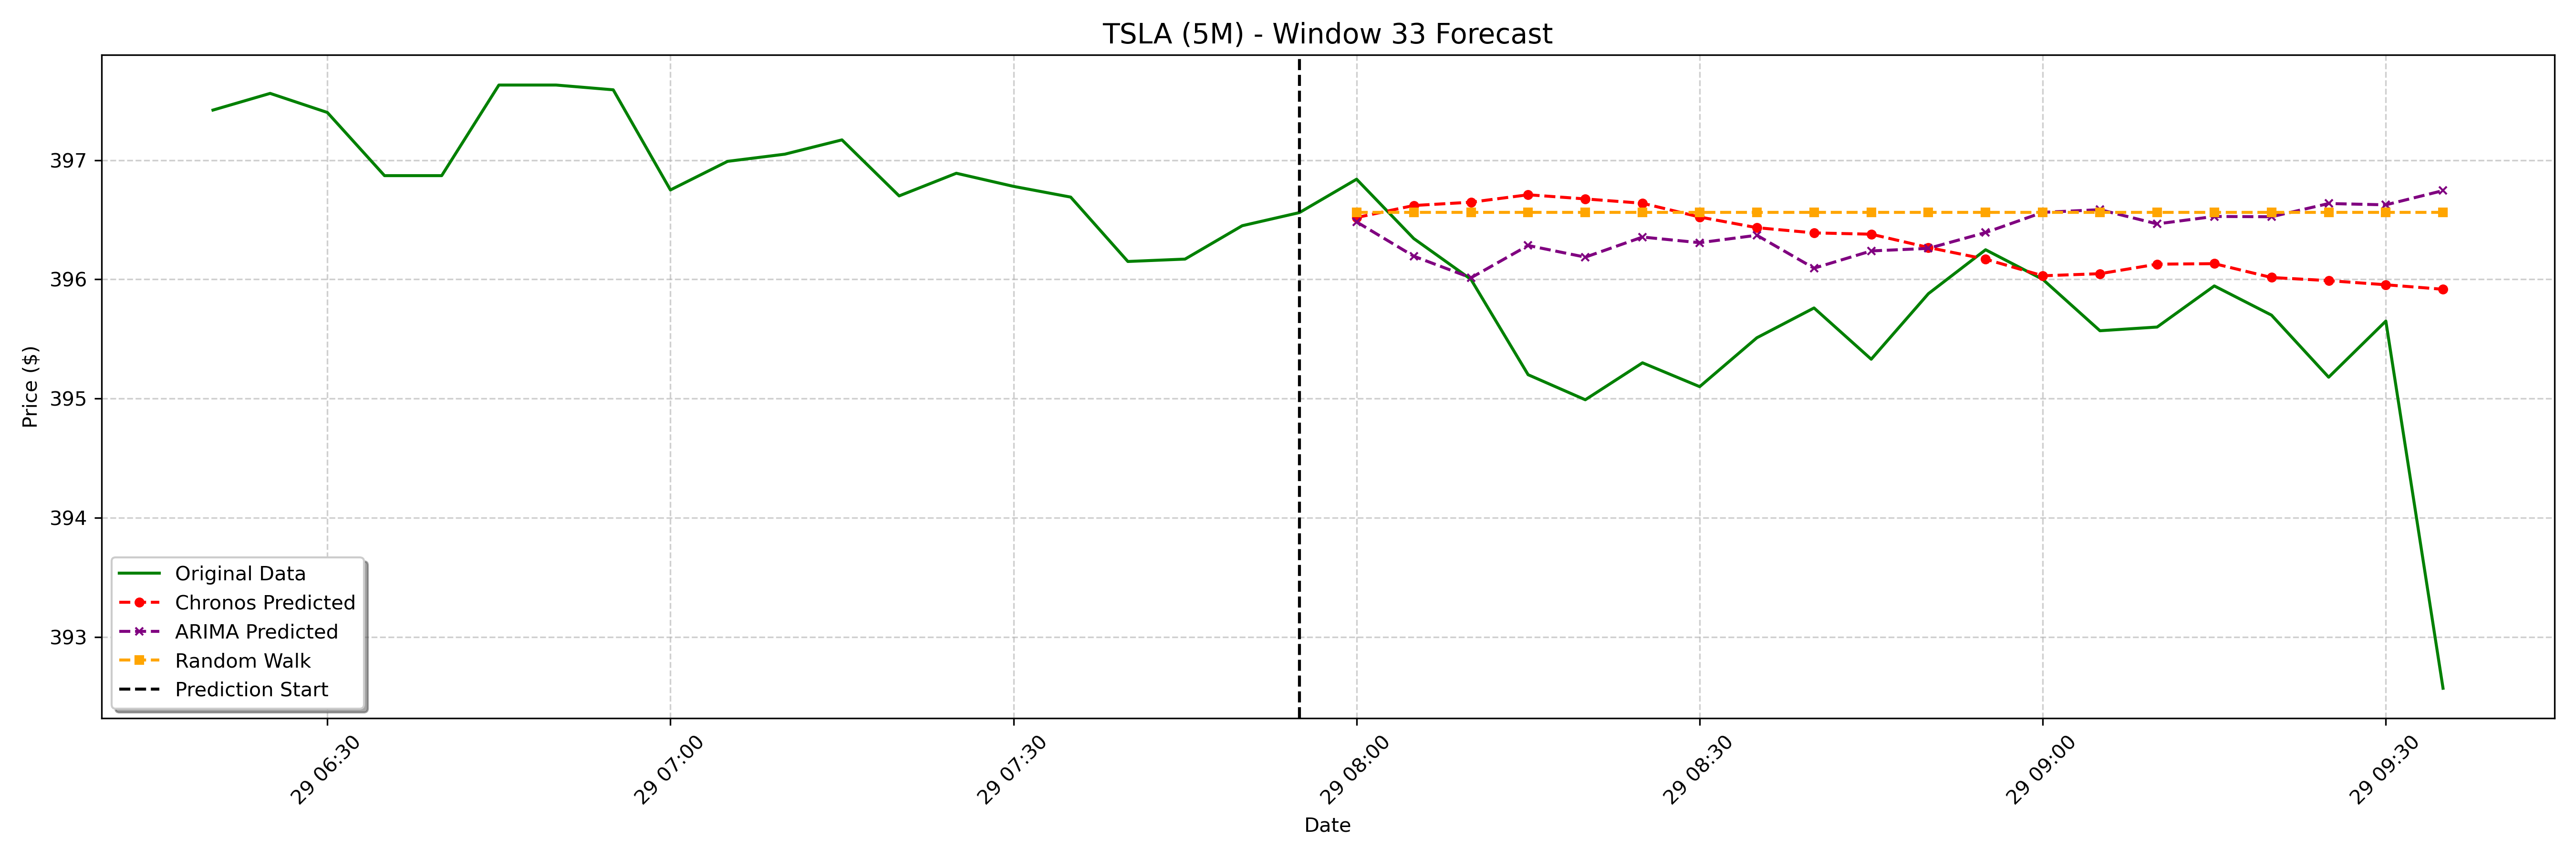 TSLA (5M) - Window 33 Forecast
Price ($)
397
396
395
394
393
Original Data
Chronos Predicted
ARIMA Predicted
Random Walk
Prediction Start
29 06:30
29 07:00
29 07:30
29 08:00
29 08:30
29 09:00
29 09:30
Date